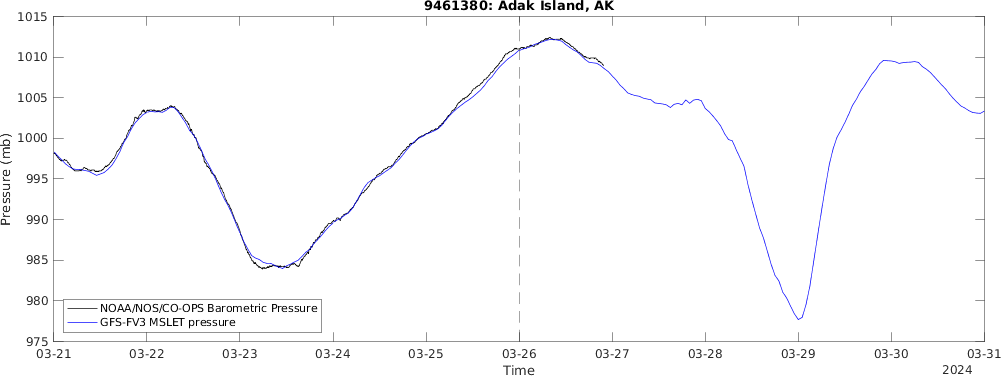 9461380: Adak Island, AK
Pressure (mb)
1015
1010
1005
1000
995
990
985
980
975
NOAA/NOS/CO-OPS Barometric Pressure
GFS-FV3 MSLET pressure
03-21 03-22 03-23 03-24 03-25 03-26 03-27 03-28 03-29 03-30 03-31
Time
2024